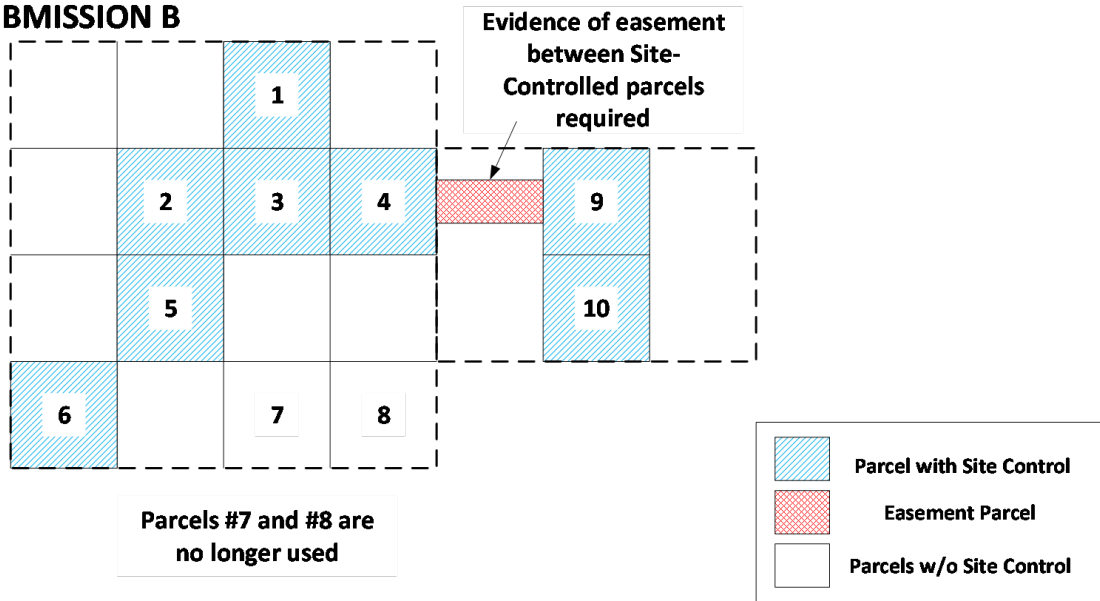 BMISSION B
Evidence of easement
between Site-
Controlled parcels
required
1
2
3
4
9
5
10
6
7
8
Parcels #7 and #8 are
no longer used
Parcel with Site Control
Easement Parcel
Parcels w/o Site Control